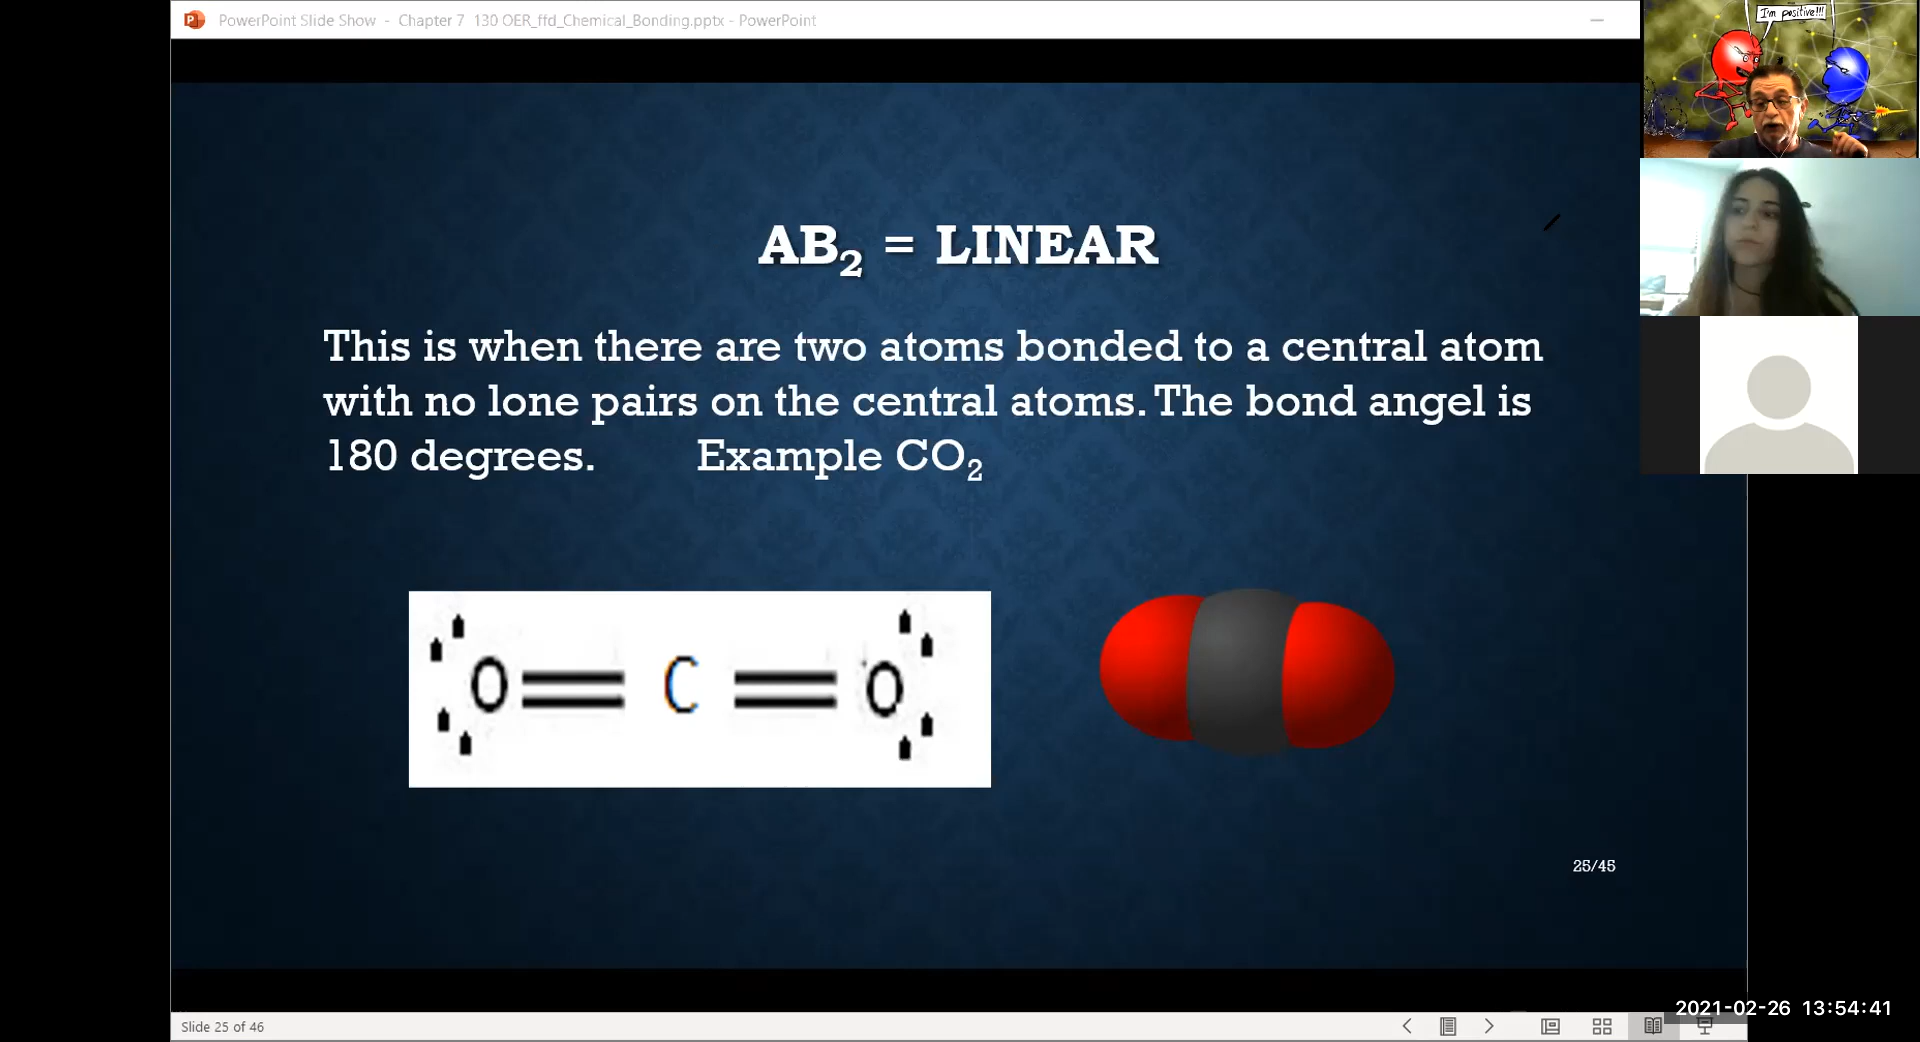 PowerPoint Slide Show - Chapter 7 130 OER_ffd_Chemical_Bonding.pptx - PowerPoint
I'm positive!!!
AB₂ = LINEAR
This is when there are two atoms bonded to a central atom
with no lone pairs on the central atoms. The bond angel is
180 degrees. Example CO₂
O C O
25/45
2021-02-26 13:54:41
Slide 25 of 46